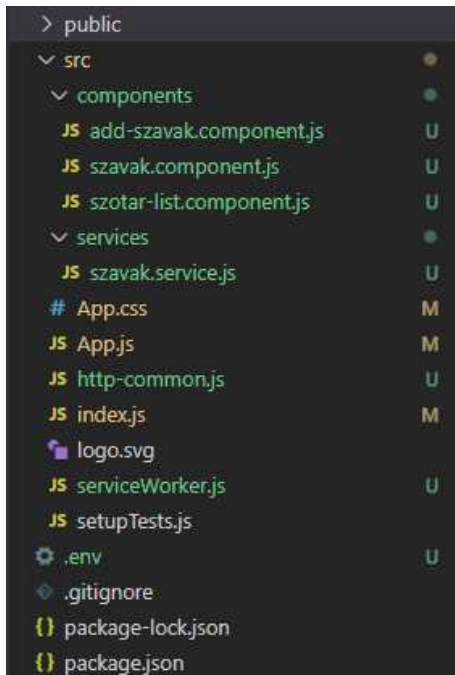 public
src
components
JS add-szavak.component.js U
JS szavak.component.js U
JS szotar-list.component.js U
services
JS szavak.service.js U
# App.css M
JS App.js M
JS http-common.js U
JS index.js M
logo.svg
JS serviceWorker.js U
JS setupTests.js
.env U
.gitignore
{} package-lock.json
{} package.json